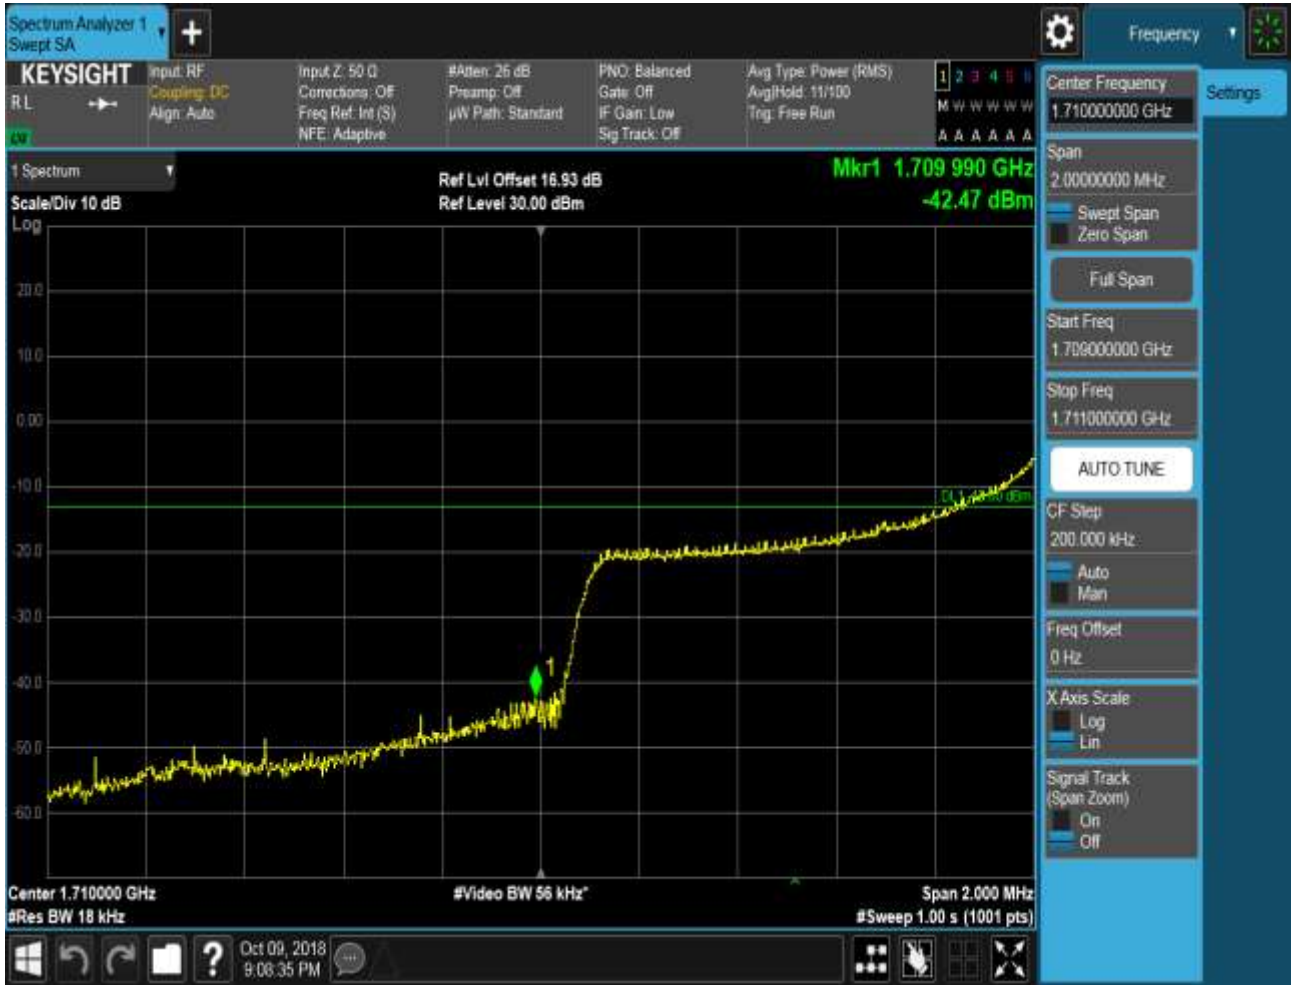 Spectrum Analyzer 1
Swept SA
+
Frequency
KEYSIGHT
RL
LXI
Input: RF
Coupling: DC
Align: Auto
Input Z: 50 Ω
Corrections: Off
Freq Ref: Int (S)
NFE: Adaptive
#Atten: 26 dB
Preamp: Off
µW Path: Standard
PNO: Balanced
Gate: Off
IF Gain: Low
Sig Track: Off
Avg Type: Power (RMS)
Avg|Hold: 11/100
Trig: Free Run
1 2 3 4 5 6
M W W W W W
A A A A A A
1 Spectrum
Scale/Div 10 dB
Log
Ref Lvl Offset 16.93 dB
Ref Level 30.00 dBm
Mkr1 1.709 990 GHz
-42.47 dBm
20.0
10.0
0.00
-10.0
-20.0
-30.0
-40.0
-50.0
-60.0
1
Center 1.710000 GHz
#Res BW 18 kHz
#Video BW 56 kHz*
Span 2.000 MHz
#Sweep 1.00 s (1001 pts)
Center Frequency
1.710000000 GHz
Settings
Span
2.00000000 MHz
Swept Span
Zero Span
Full Span
Start Freq
1.709000000 GHz
Stop Freq
1.711000000 GHz
AUTO TUNE
CF Step
200.000 kHz
Auto
Man
Freq Offset
0 Hz
X Axis Scale
Log
Lin
Signal Track
(Span Zoom)
On
Off
?
Oct 09, 2018
9:08:35 PM